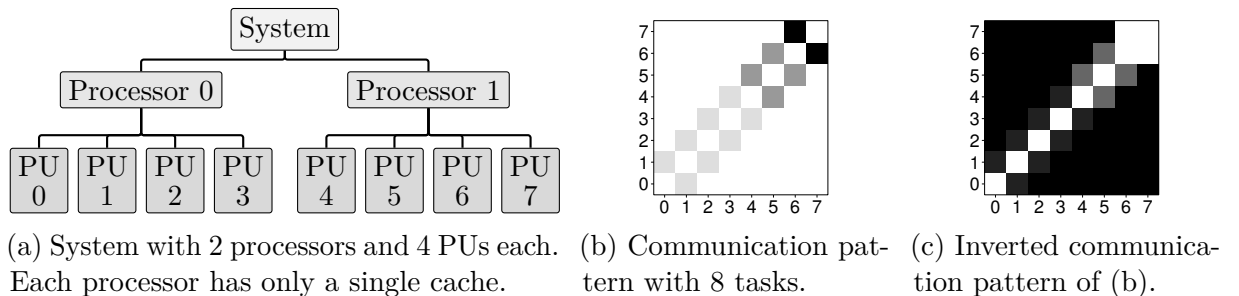 System
Processor 0
Processor 1
PU 0
PU 1
PU 2
PU 3
PU 4
PU 5
PU 6
PU 7
(a) System with 2 processors and 4 PUs each.
Each processor has only a single cache.
7
6
5
4
3
2
1
0
0 1 2 3 4 5 6 7
(b) Communication pat-
tern with 8 tasks.
7
6
5
4
3
2
1
0
0 1 2 3 4 5 6 7
(c) Inverted communica-
tion pattern of (b).